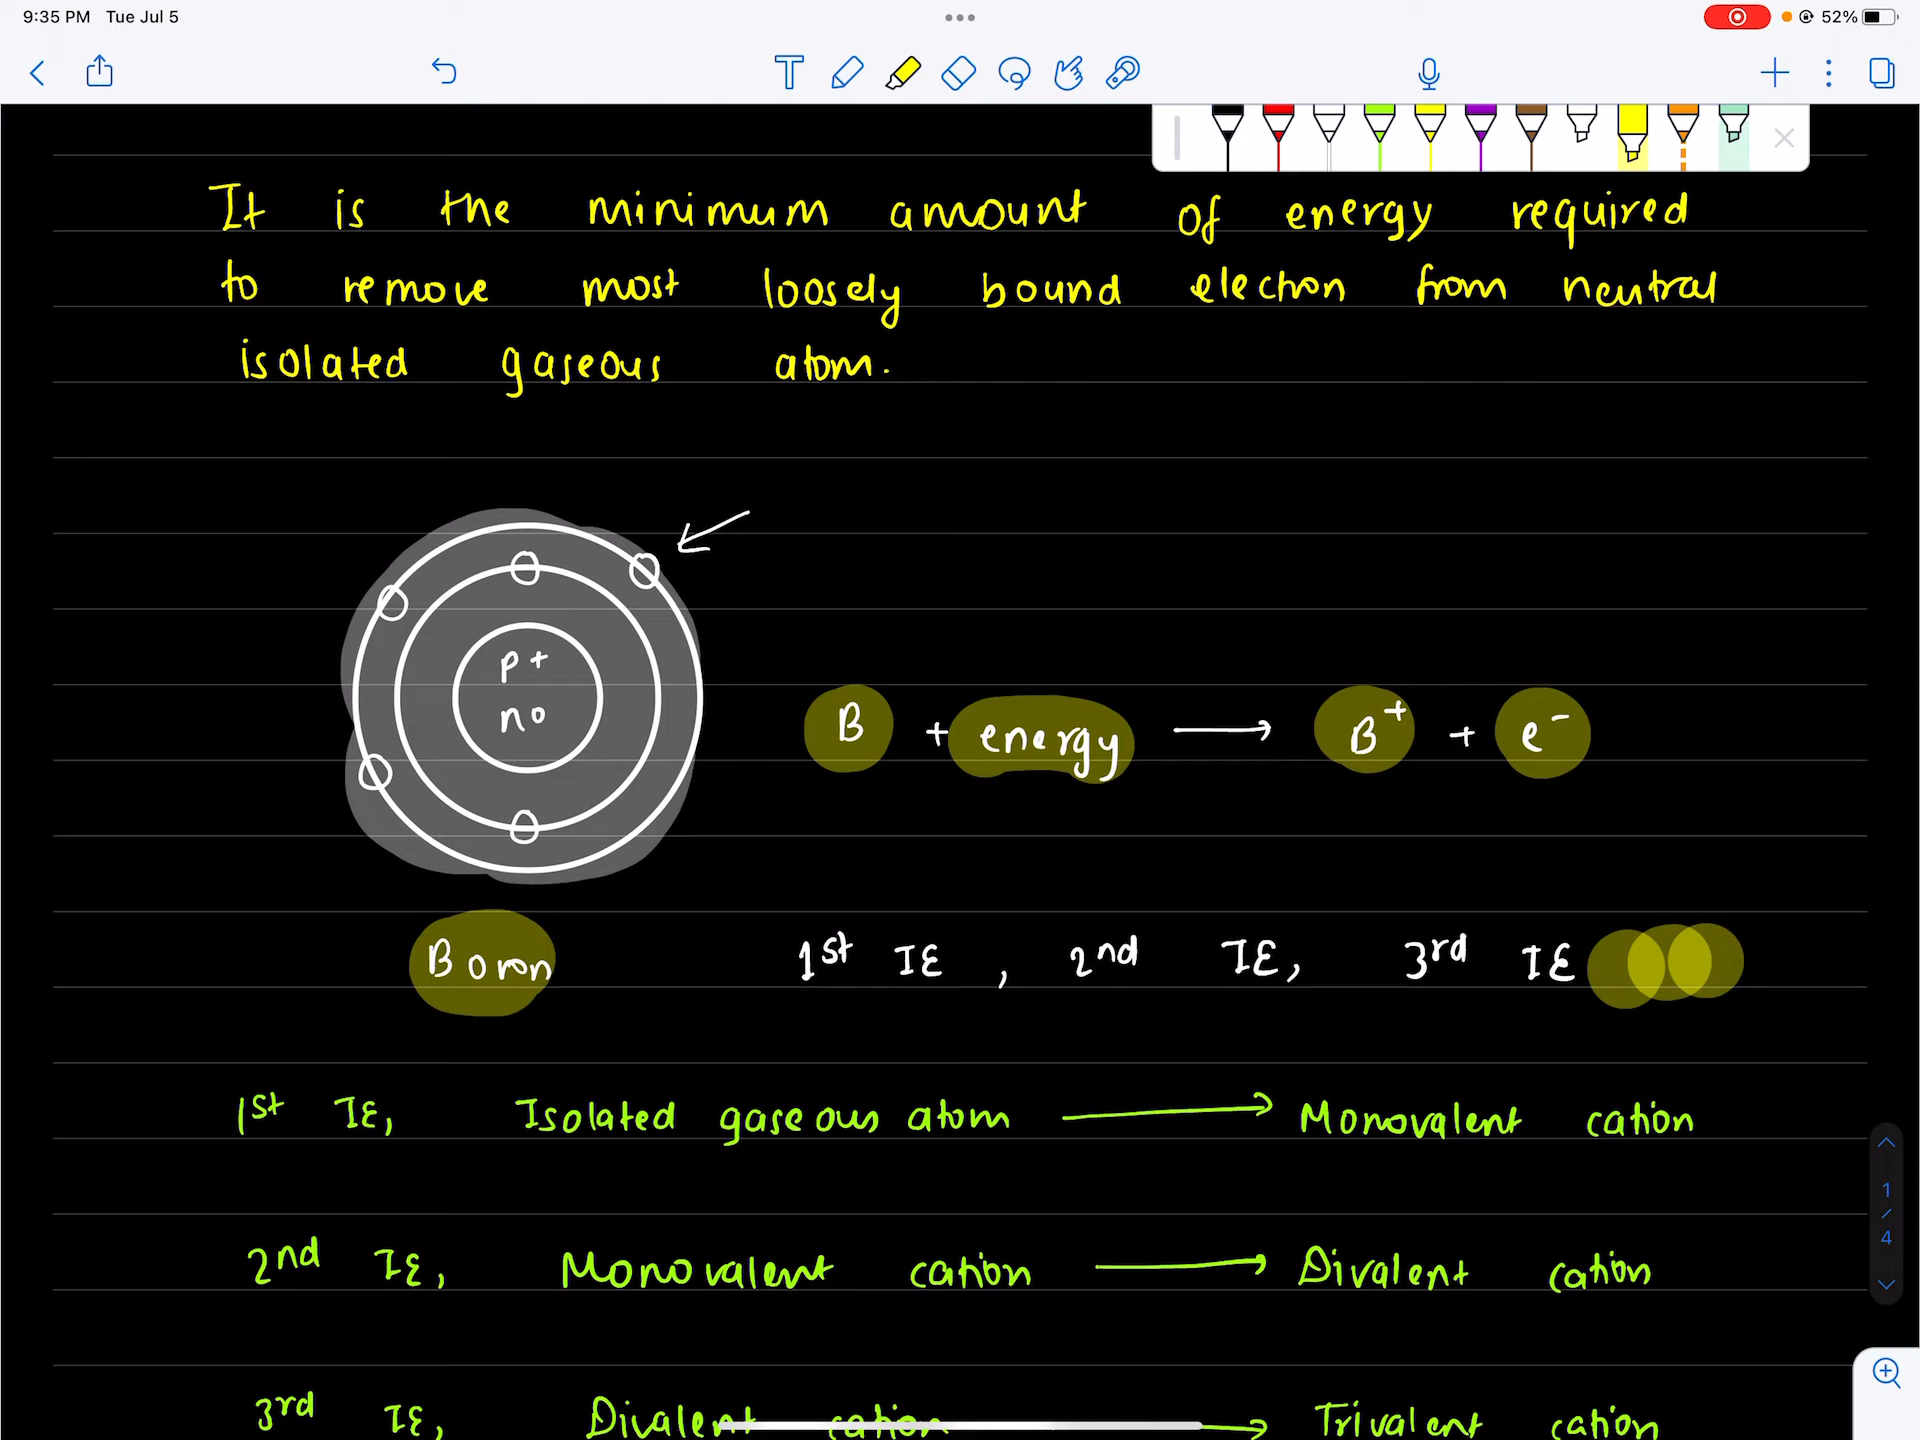 9:35 PM Tue Jul 5
52%
It is the minimum amount of energy required
to remove most loosely bound electron from neutral
isolated gaseous atom.
p+
no
B + energy → B+ + e-
Boron
1st IE, 2nd IE, 3rd IE
1st IE, Isolated gaseous atom → Monovalent cation
2nd IE, Monovalent cation → Divalent cation
3rd IE, Divalent cation → Trivalent cation
1
/
4